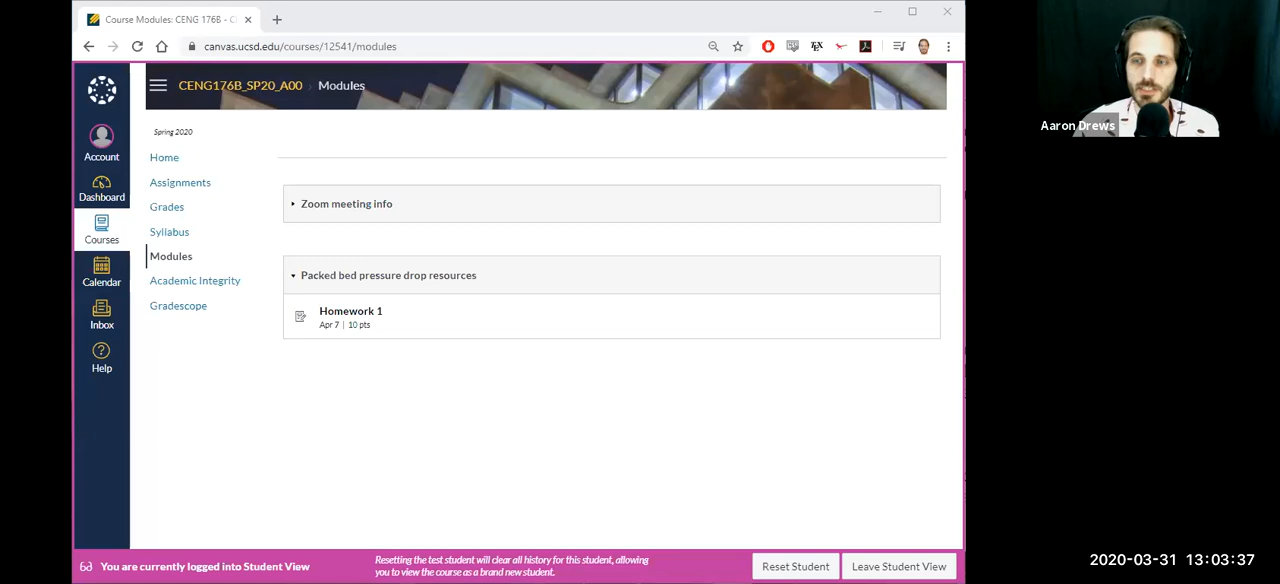 Course Modules: CENG 176B - C
canvas.ucsd.edu/courses/12541/modules
CENG176B_SP20_A00 › Modules
Spring 2020
Account
Dashboard
Courses
Calendar
Inbox
Help
Home
Assignments
Grades
Syllabus
Modules
Academic Integrity
Gradescope
Zoom meeting info
Packed bed pressure drop resources
Homework 1
Apr 7 | 10 pts
You are currently logged into Student View
Resetting the test student will clear all history for this student, allowing
you to view the course as a brand new student.
Reset Student
Leave Student View
Aaron Drews
2020-03-31 13:03:37